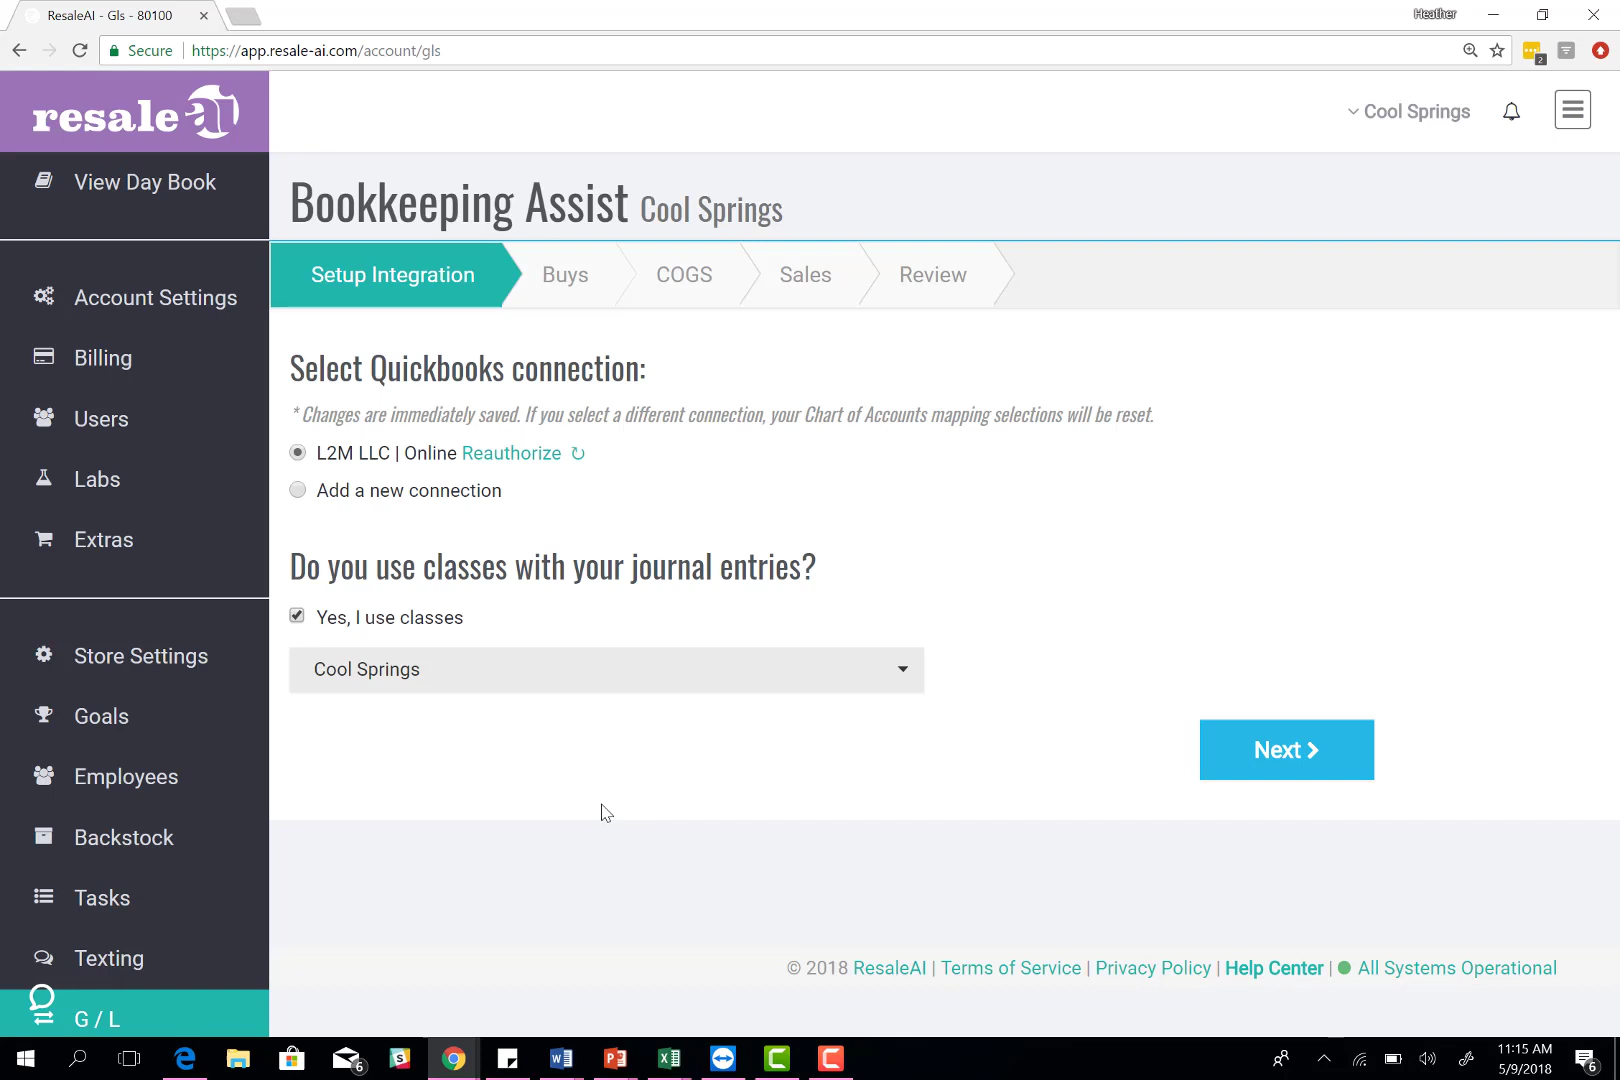 ResaleAI - Gls - 80100
Heather
Secure
https://app.resale-ai.com/account/gls
2
resale ai
Cool Springs
View Day Book
Bookkeeping Assist Cool Springs
Setup Integration
Buys
COGS
Sales
Review
Account Settings
Billing
Users
Labs
Extras
Select Quickbooks connection:
* Changes are immediately saved. If you select a different connection, your Chart of Accounts mapping selections will be reset.
L2M LLC | Online Reauthorize
Add a new connection
Do you use classes with your journal entries?
Yes, I use classes
Cool Springs
Next
Store Settings
Goals
Employees
Backstock
Tasks
Texting
G / L
© 2018 ResaleAI | Terms of Service | Privacy Policy | Help Center | All Systems Operational
6
11:15 AM
5/9/2018
6